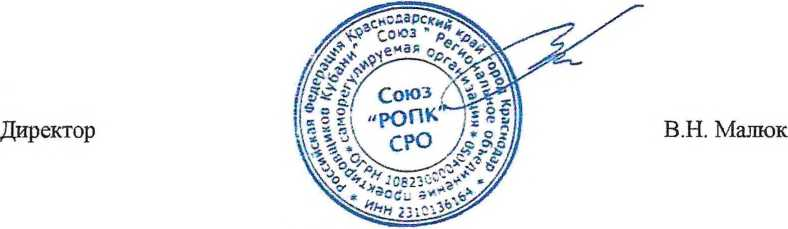 Директор
Российская Федерация Краснодарский край город Краснодар
Союз "Региональное объединение проектировщиков Кубани"
саморегулируемая организация
ОГРН 1082300004050
ИНН 2310136164
Союз
"РОПК"
СРО
В.Н. Малюк